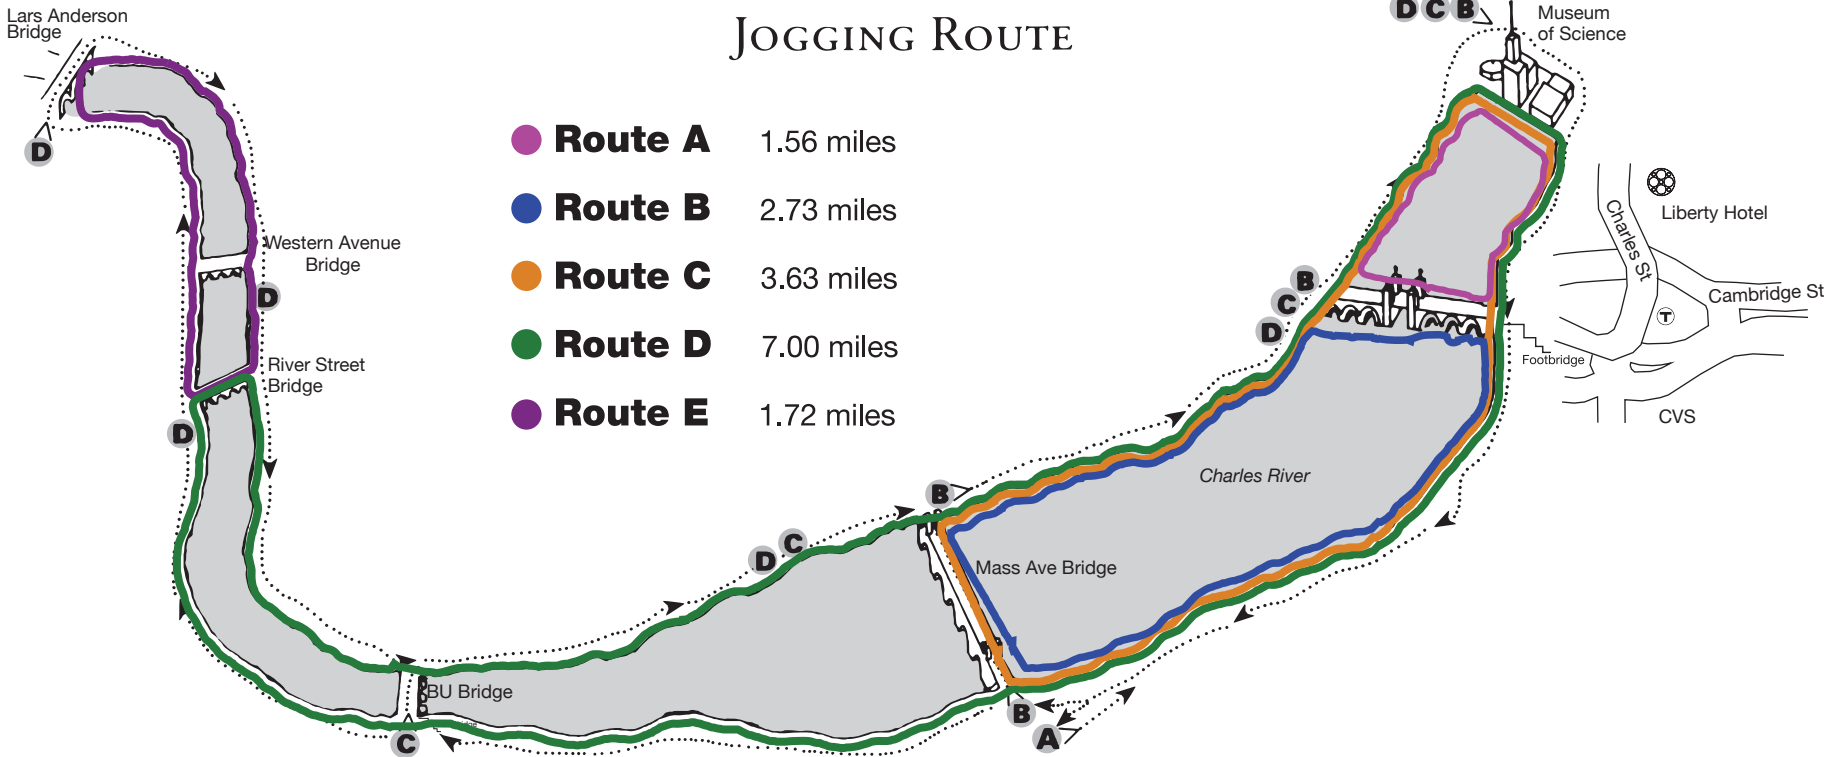 Lars Anderson
Bridge
JOGGING ROUTE
D C B
Museum
of Science
D
Route A 1.56 miles
Route B 2.73 miles
Route C 3.63 miles
Route D 7.00 miles
Route E 1.72 miles
Western Avenue
Bridge
D
River Street
Bridge
D
B
C
D
Charles St
Liberty Hotel
Cambridge St
T
Footbridge
CVS
Charles River
B
Mass Ave Bridge
D C
BU Bridge
C
B
A